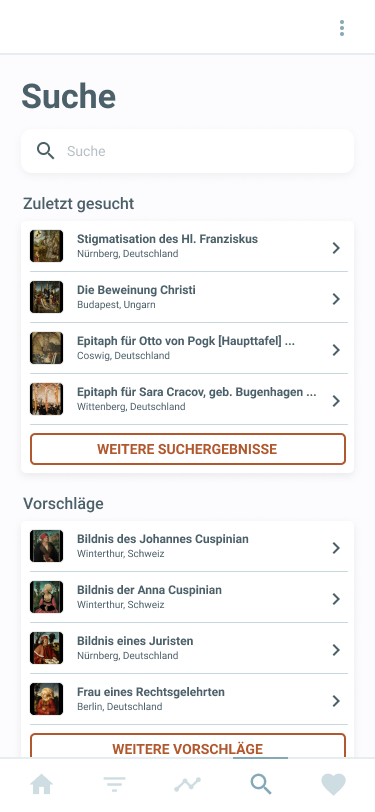 Suche
Suche
Zuletzt gesucht
Stigmatisation des Hl. Franziskus
Nürnberg, Deutschland
Die Beweinung Christi
Budapest, Ungarn
Epitaph für Otto von Pogk [Haupttafel] ...
Coswig, Deutschland
Epitaph für Sara Cracov, geb. Bugenhagen ...
Wittenberg, Deutschland
WEITERE SUCHERGEBNISSE
Vorschläge
Bildnis des Johannes Cuspinian
Winterthur, Schweiz
Bildnis der Anna Cuspinian
Winterthur, Schweiz
Bildnis eines Juristen
Nürnberg, Deutschland
Frau eines Rechtsgelehrten
Berlin, Deutschland
WEITERE VORSCHLÄGE